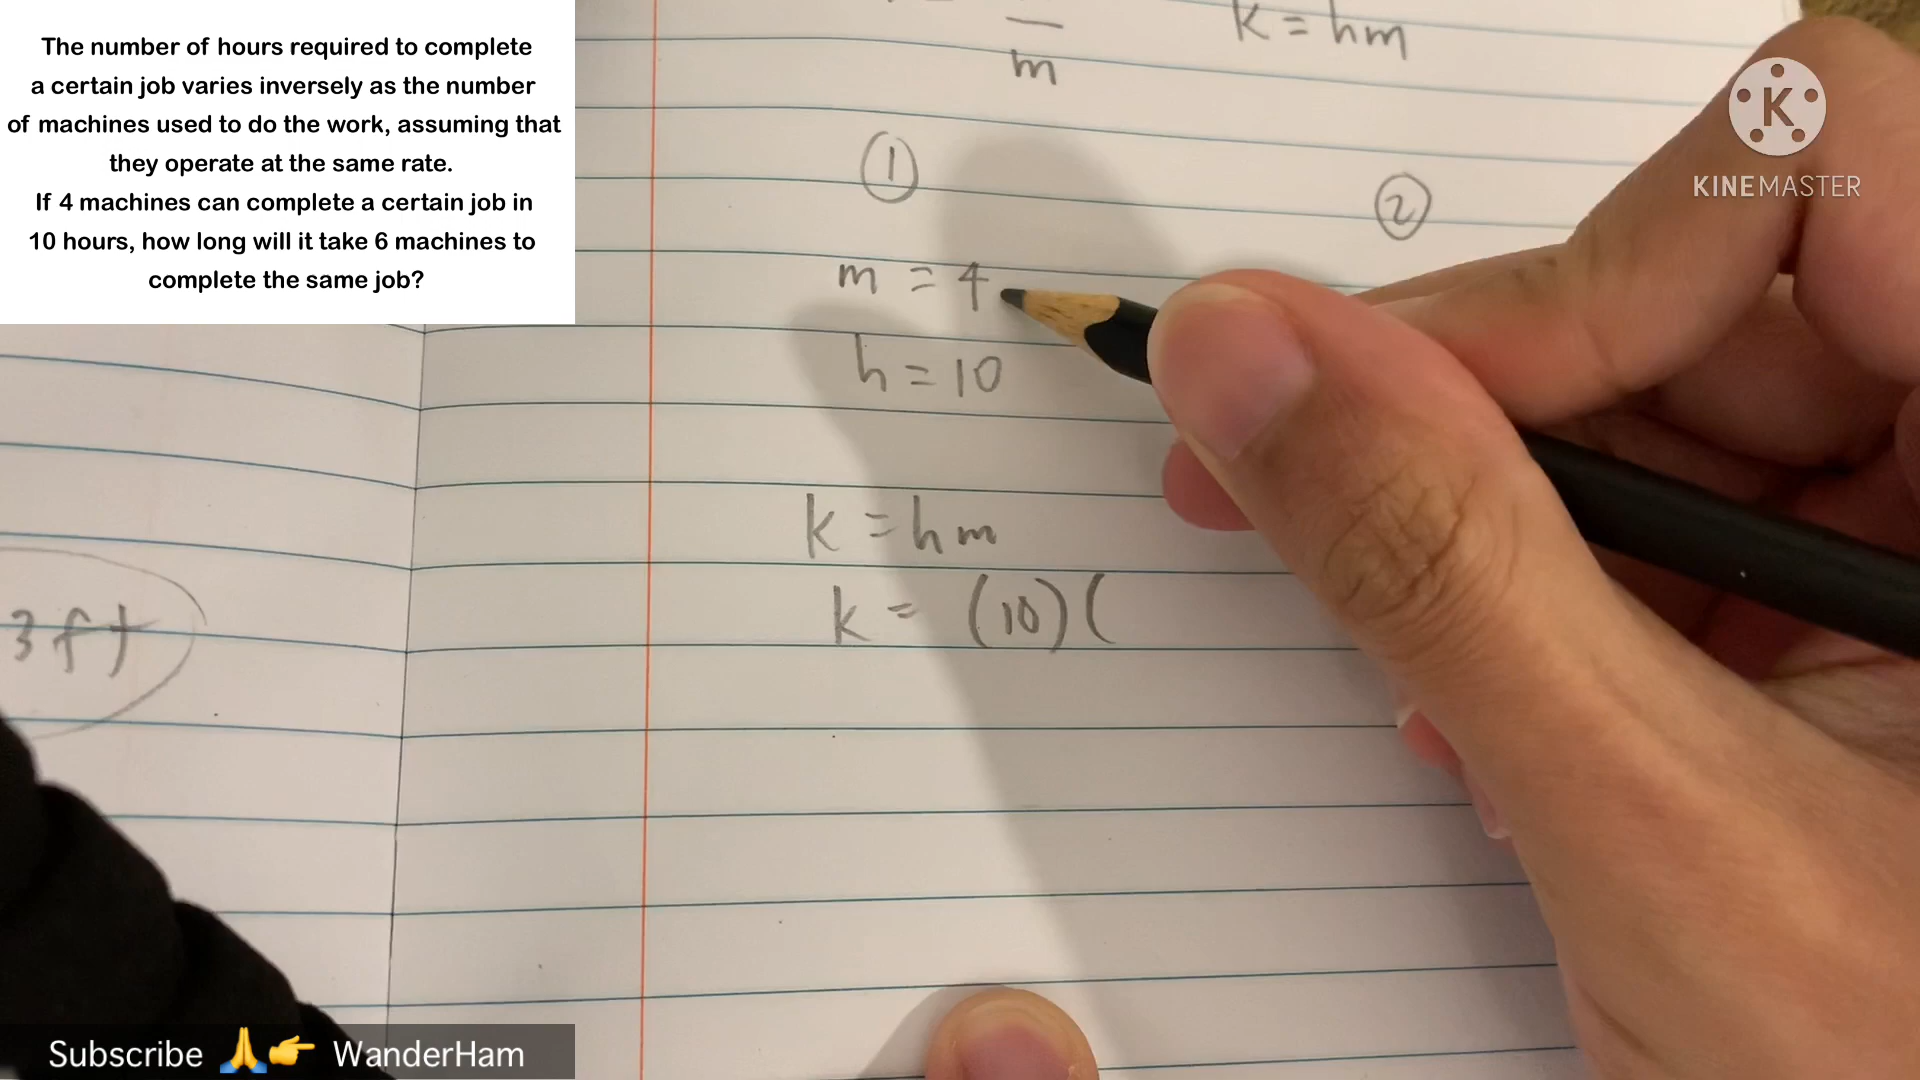 The number of hours required to complete
a certain job varies inversely as the number
of machines used to do the work, assuming that
they operate at the same rate.
If 4 machines can complete a certain job in
10 hours, how long will it take 6 machines to
complete the same job?
m
k = hm
K
KINEMASTER
1
2
m = 4
h = 10
k = hm
k = (10)(
3ft
Subscribe 🙏👉 WanderHam